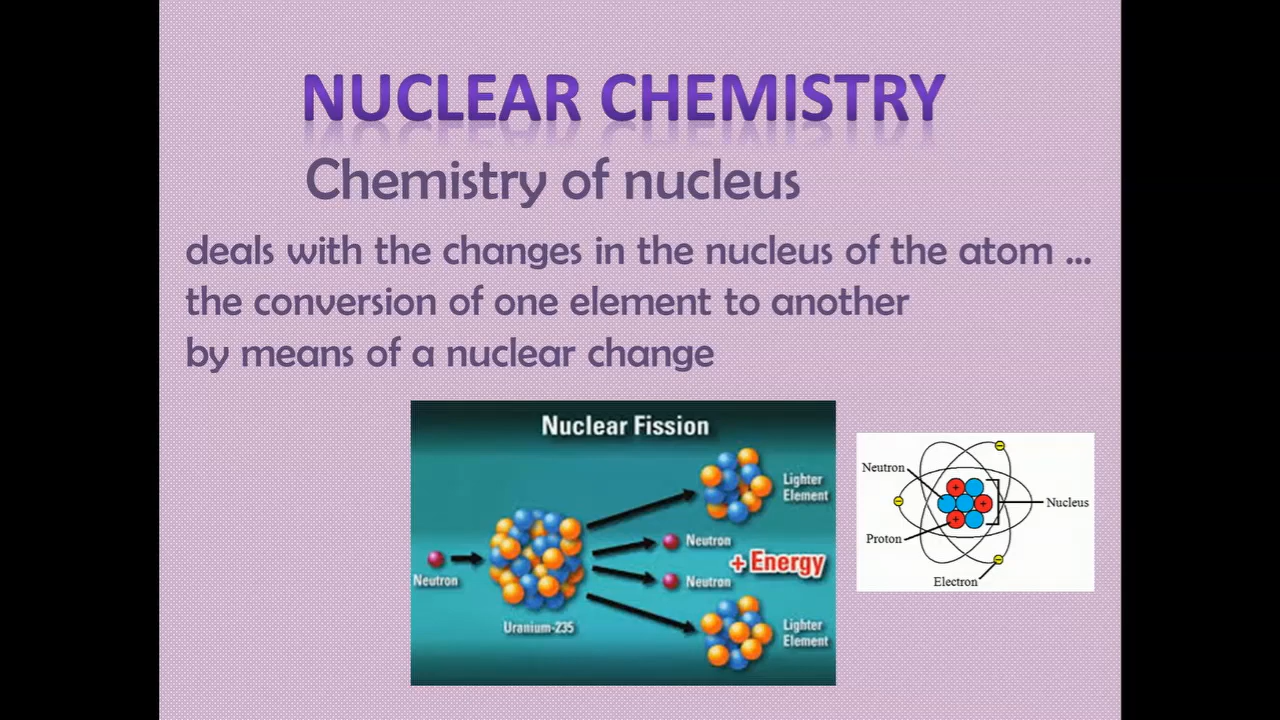 NUCLEAR CHEMISTRY
Chemistry of nucleus
deals with the changes in the nucleus of the atom ...
the conversion of one element to another
by means of a nuclear change
Nuclear Fission
Lighter
Element
Neutron
+ Energy
Neutron
Neutron
Uranium-235
Lighter
Element
Neutron
+
+
Nucleus
+
Proton
Electron